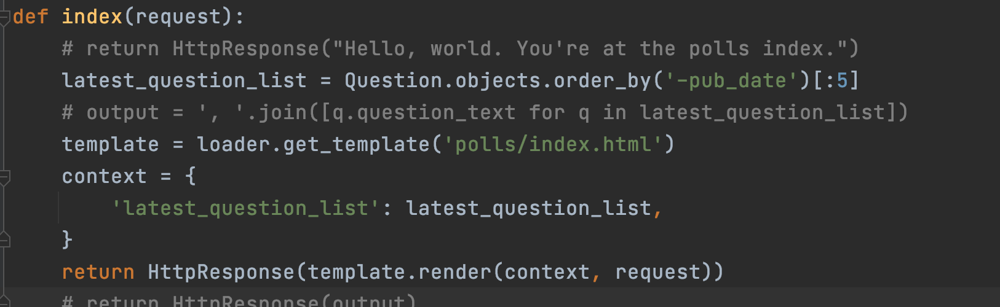 def index(request):
    # return HttpResponse("Hello, world. You're at the polls index.")
    latest_question_list = Question.objects.order_by('-pub_date')[:5]
    # output = ', '.join([q.question_text for q in latest_question_list])
    template = loader.get_template('polls/index.html')
    context = {
        'latest_question_list': latest_question_list,
    }
    return HttpResponse(template.render(context, request))
    # return HttpResponse(output)